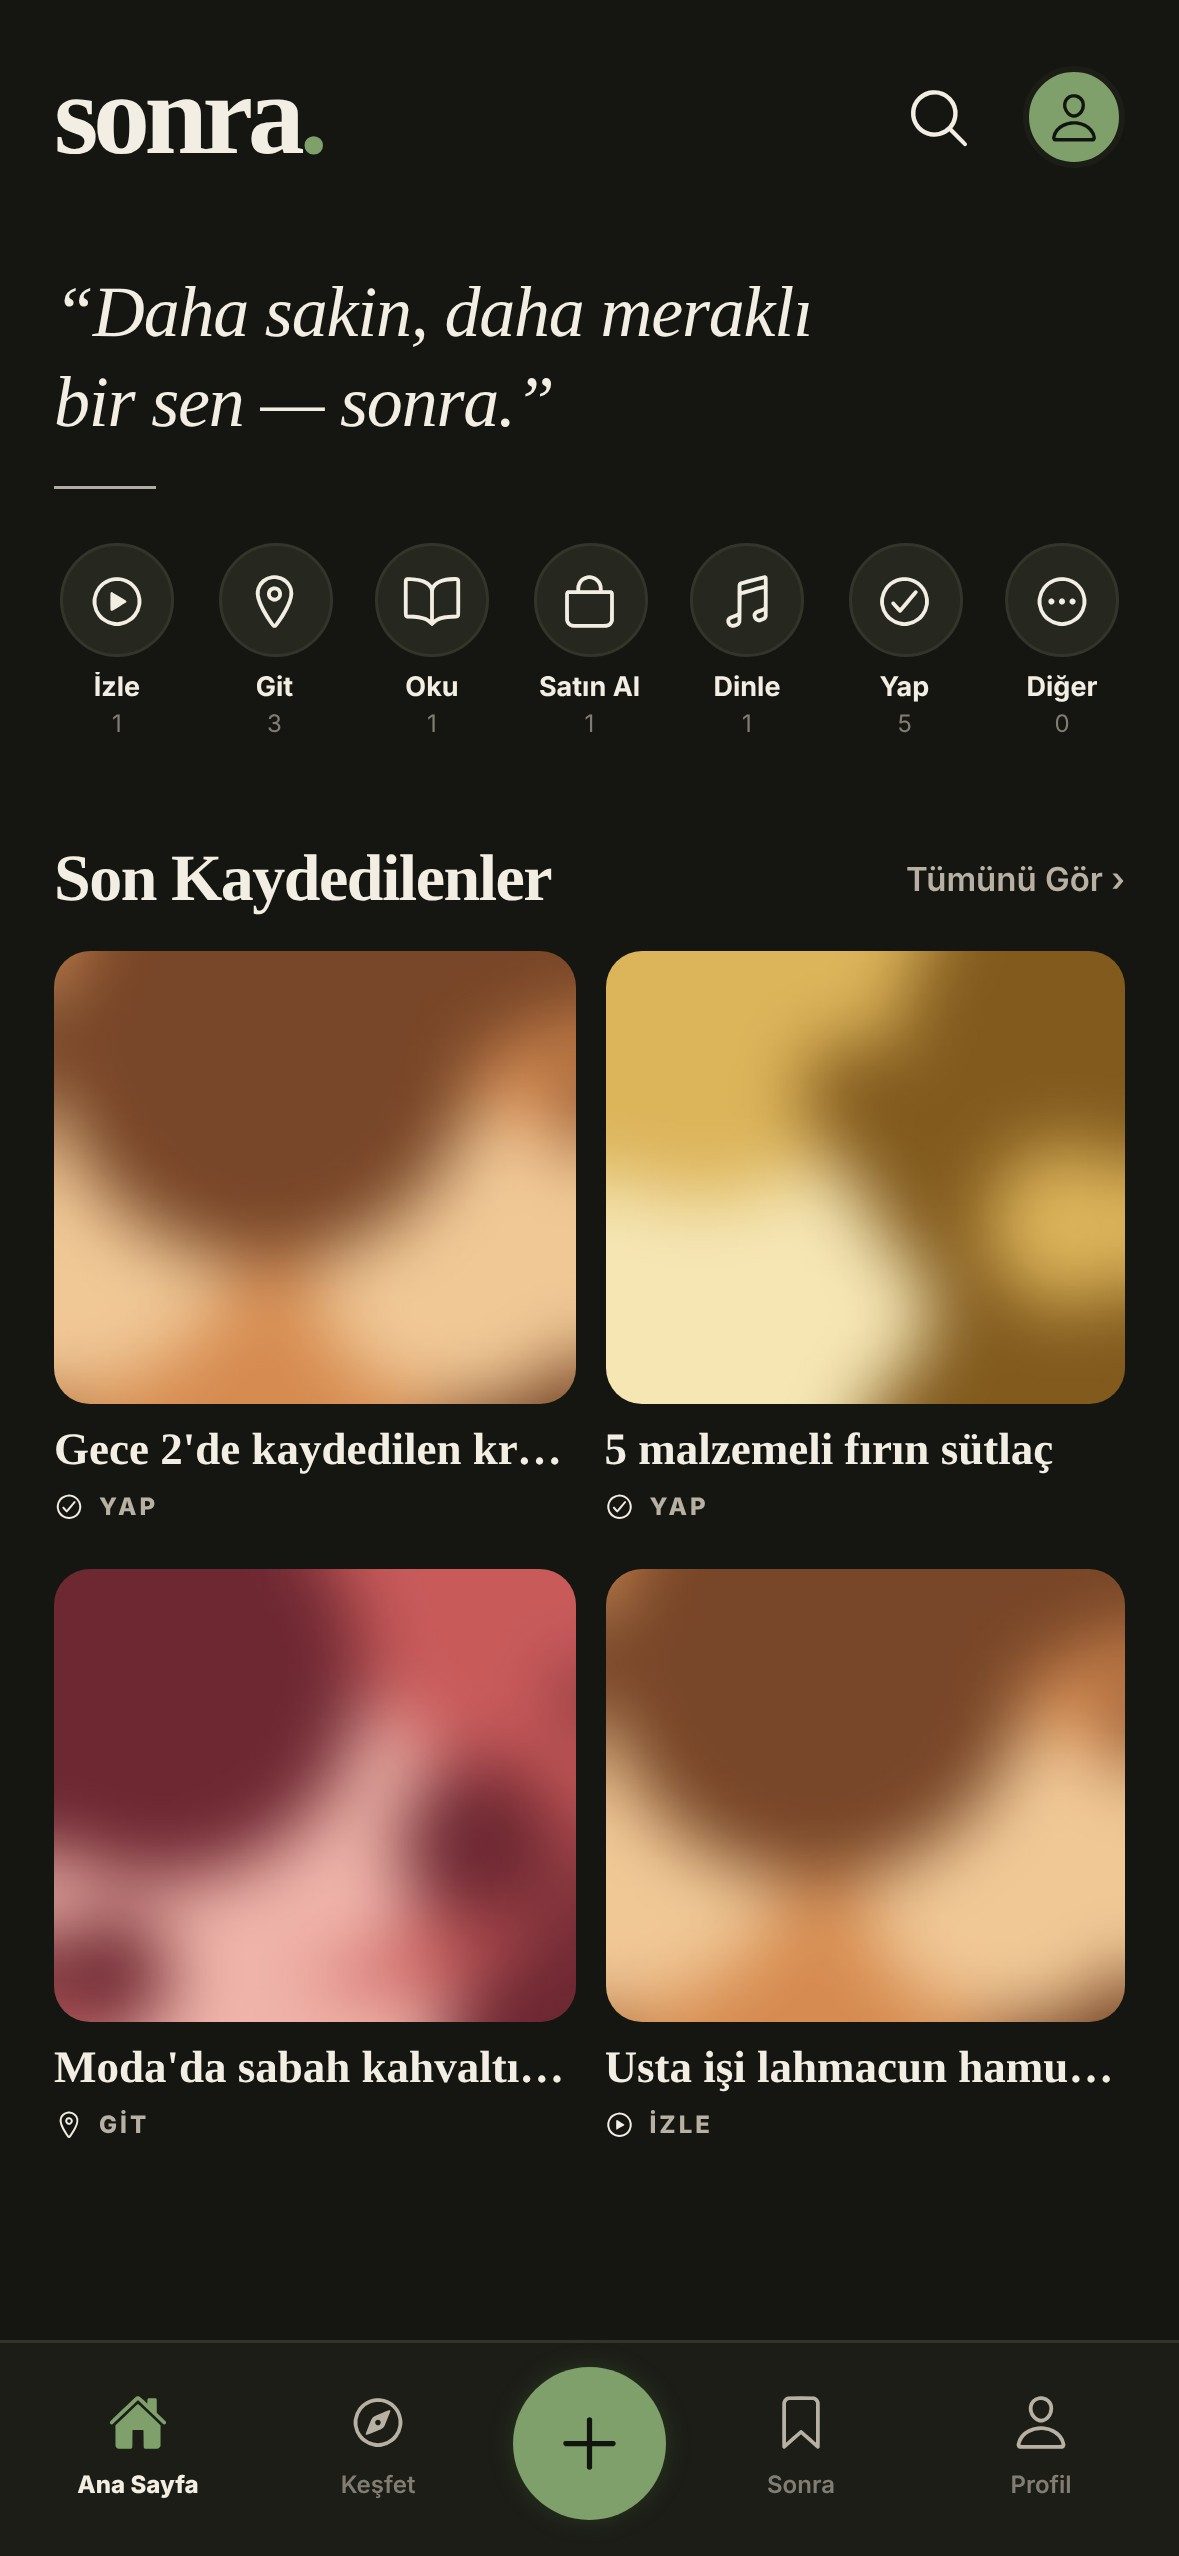 sonra.
“Daha sakin, daha meraklı
bir sen — sonra.”
İzle
1
Git
3
Oku
1
Satın Al
1
Dinle
1
Yap
5
Diğer
0
Son Kaydedilenler
Tümünü Gör ›
Gece 2'de kaydedilen kr...
YAP
5 malzemeli fırın sütlaç
YAP
Moda'da sabah kahvaltı...
GİT
Usta işi lahmacun hamu...
İZLE
Ana Sayfa
Keşfet
Sonra
Profil